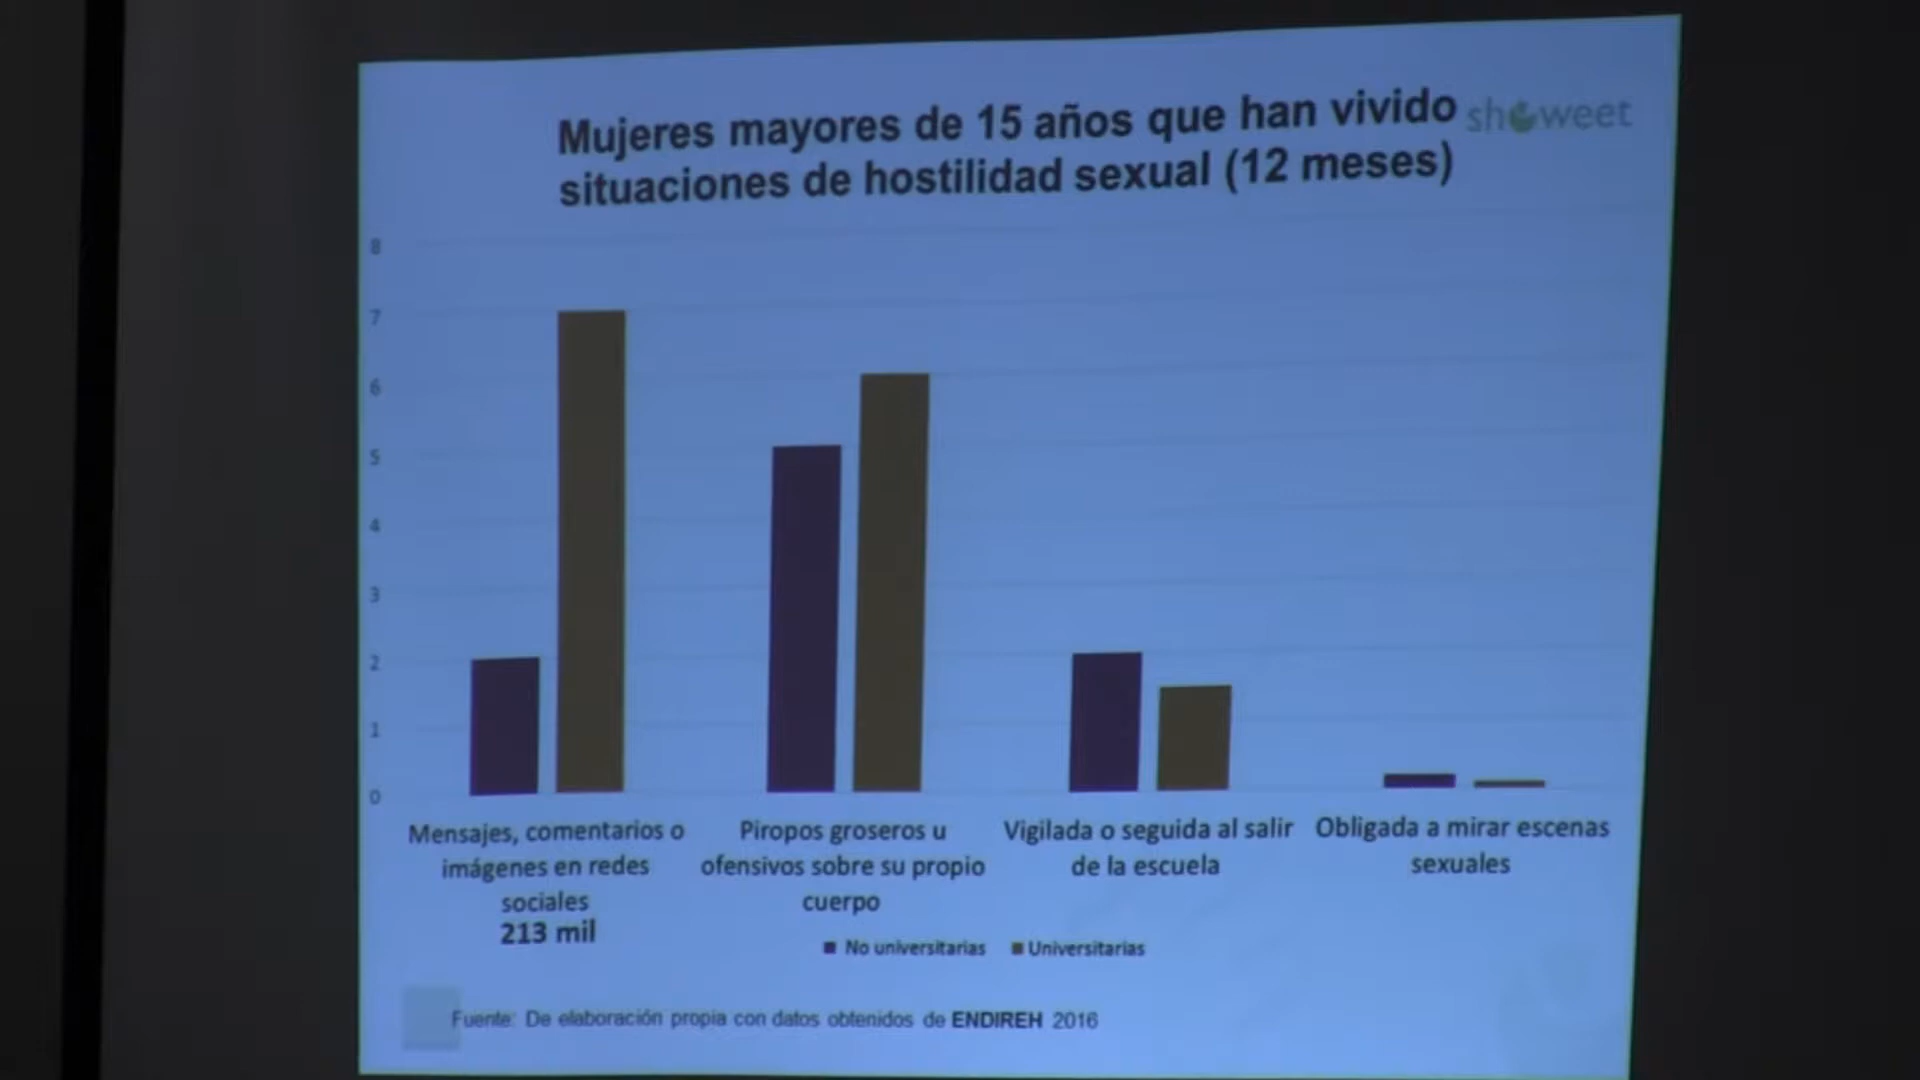 Mujeres mayores de 15 años que han vivido
situaciones de hostilidad sexual (12 meses)
showeet
8
7
6
5
4
3
2
1
0
Mensajes, comentarios o
imágenes en redes
sociales
213 mil
Piropos groseros u
ofensivos sobre su propio
cuerpo
Vigilada o seguida al salir
de la escuela
Obligada a mirar escenas
sexuales
No universitarias
Universitarias
Fuente: De elaboración propia con datos obtenidos de ENDIREH 2016